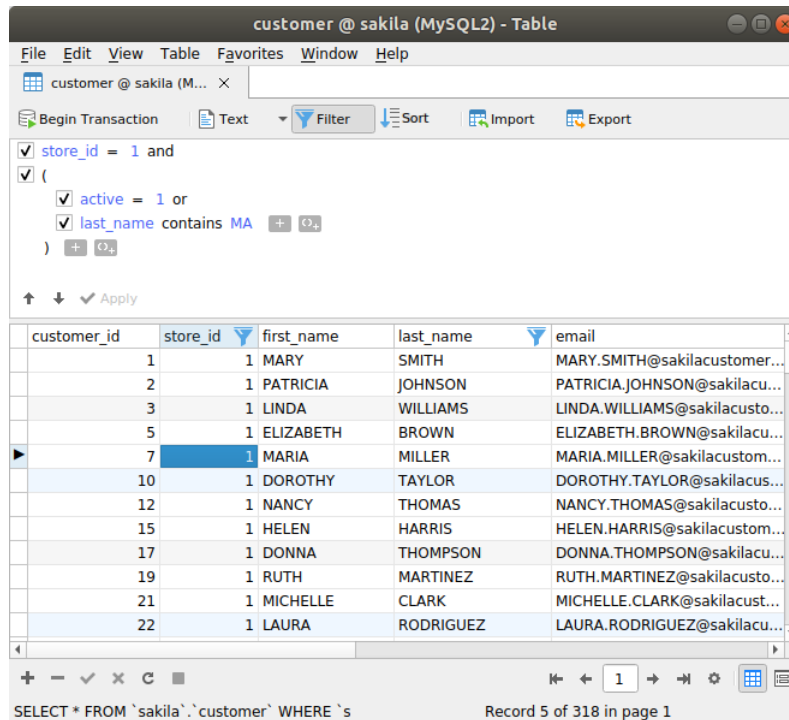 customer @ sakila (MySQL2) - Table
File Edit View Table Favorites Window Help
customer @ sakila (M...
Begin Transaction Text Filter Sort Import Export
store_id = 1 and
(
active = 1 or
last_name contains MA
)
Apply
customer_id store_id first_name last_name email
1 1 MARY SMITH MARY.SMITH@sakilacustomer...
2 1 PATRICIA JOHNSON PATRICIA.JOHNSON@sakilacu...
3 1 LINDA WILLIAMS LINDA.WILLIAMS@sakilacusto...
5 1 ELIZABETH BROWN ELIZABETH.BROWN@sakilacu...
7 1 MARIA MILLER MARIA.MILLER@sakilacustom...
10 1 DOROTHY TAYLOR DOROTHY.TAYLOR@sakilacus...
12 1 NANCY THOMAS NANCY.THOMAS@sakilacusto...
15 1 HELEN HARRIS HELEN.HARRIS@sakilacustom...
17 1 DONNA THOMPSON DONNA.THOMPSON@sakilacu...
19 1 RUTH MARTINEZ RUTH.MARTINEZ@sakilacusto...
21 1 MICHELLE CLARK MICHELLE.CLARK@sakilacust...
22 1 LAURA RODRIGUEZ LAURA.RODRIGUEZ@sakilacu...
1
SELECT * FROM `sakila`.`customer` WHERE `s Record 5 of 318 in page 1